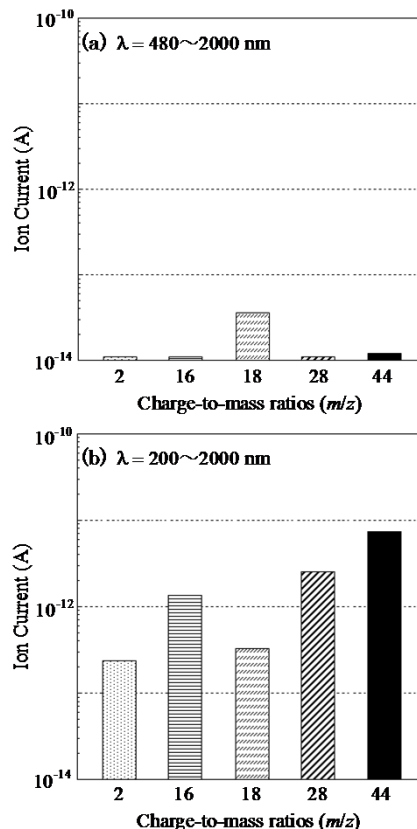 10⁻¹⁰
(a) λ = 480～2000 nm
Ion Current (A)
10⁻¹²
10⁻¹⁴
2 16 18 28 44
Charge-to-mass ratios (m/z)
10⁻¹⁰
(b) λ = 200～2000 nm
Ion Current (A)
10⁻¹²
10⁻¹⁴
2 16 18 28 44
Charge-to-mass ratios (m/z)